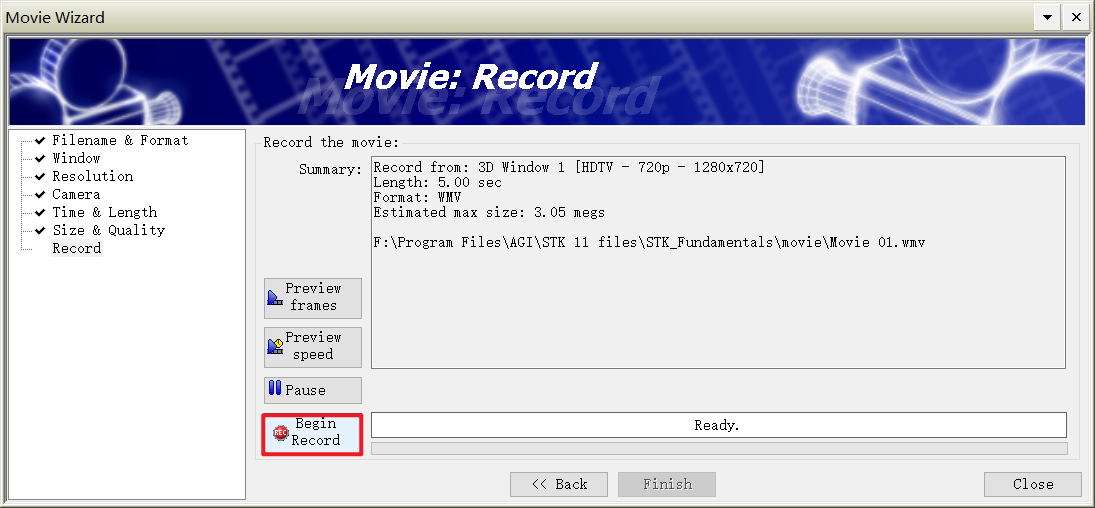 Movie Wizard
Movie: Record
Filename & Format
Window
Resolution
Camera
Time & Length
Size & Quality
Record
Record the movie:
Summary:
Record from: 3D Window 1 [HDTV - 720p - 1280x720]
Length: 5.00 sec
Format: WMV
Estimated max size: 3.05 megs
F:\Program Files\AGI\STK 11 files\STK_Fundamentals\movie\Movie 01.wmv
Preview
frames
Preview
speed
Pause
REC
Begin
Record
Ready.
<< Back
Finish
Close